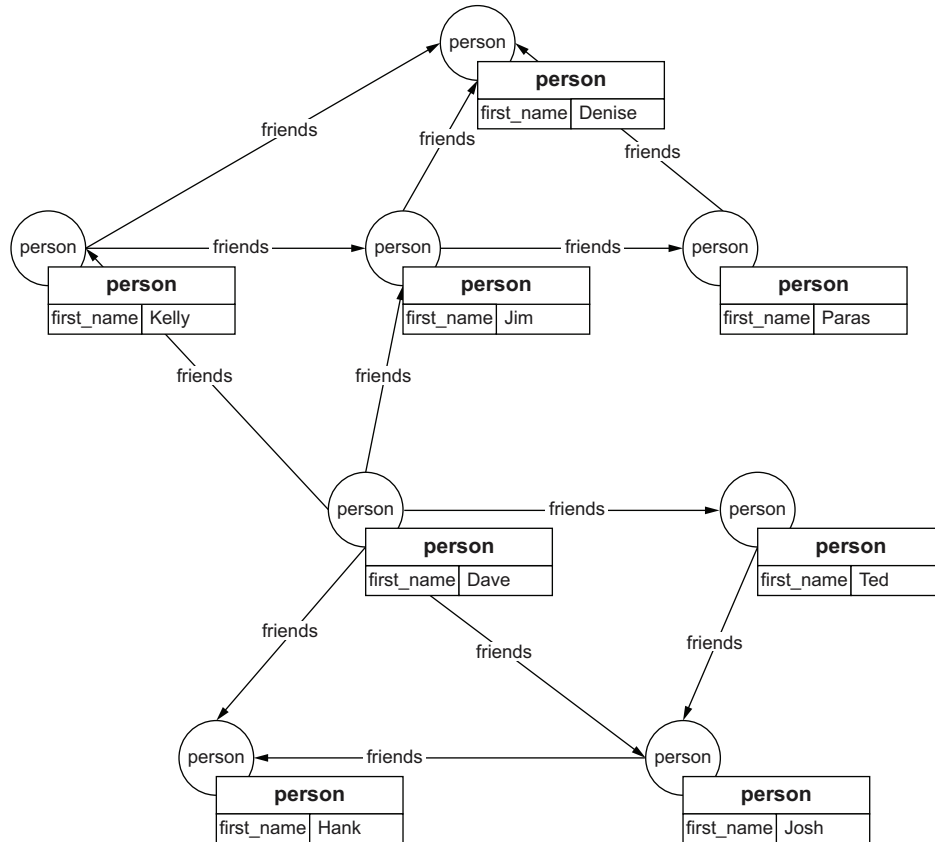 person
person
first_name Denise
friends
friends
friends
person
friends
person
friends
person
person
first_name Kelly
person
first_name Jim
person
first_name Paras
friends
friends
person
friends
person
person
first_name Dave
person
first_name Ted
friends
friends
friends
person
friends
person
person
first_name Hank
person
first_name Josh